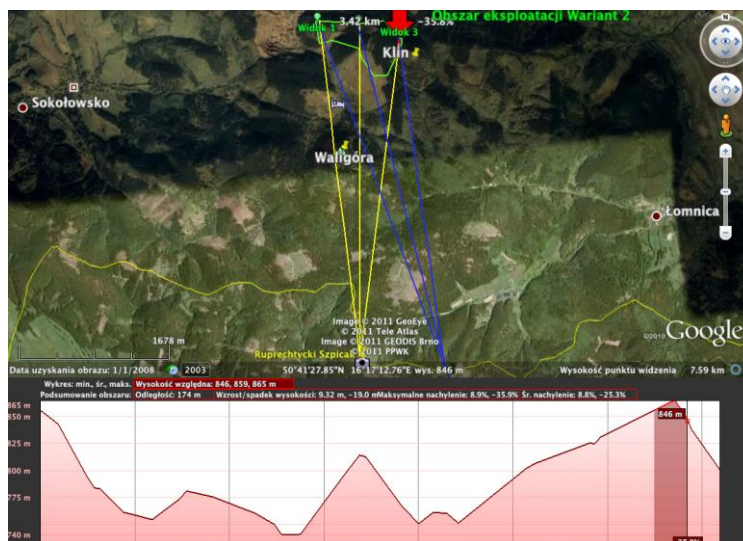 Obszar eksploatacji Wariant 2
3.42 km
-35.8%
Widok 1
Widok 3
Klin
N
Sokołowsko
Waligóra
Łomnica
Image © 2011 GeoEye
© 2011 Tele Atlas
Image © 2011 GEODIS Brno
© 2011 PPWK
©2010 Google
1678 m
Ruprechtycki Szpical
Data uzyskania obrazu: 1/1/2008
2003
50°41'27.85"N 16°17'12.76"E wys. 846 m
Wysokość punktu widzenia 7.59 km
Wykres: min., śr., maks. Wysokość względna: 846, 859, 865 m
Podsumowanie obszaru: Odległość: 174 m Wzrost/spadek wysokości: 9.32 m, -19.0 m Maksymalne nachylenie: 8.9%, -35.9% Śr. nachylenie: 8.8%, -25.3%
865 m
850 m
846 m
825 m
800 m
775 m
740 m